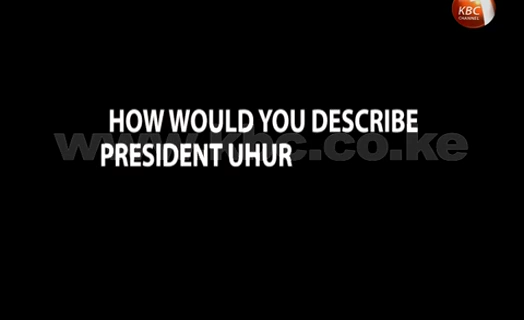 KBC
CHANNEL
HOW WOULD YOU DESCRIBE
www.kbc.co.ke
PRESIDENT UHUR